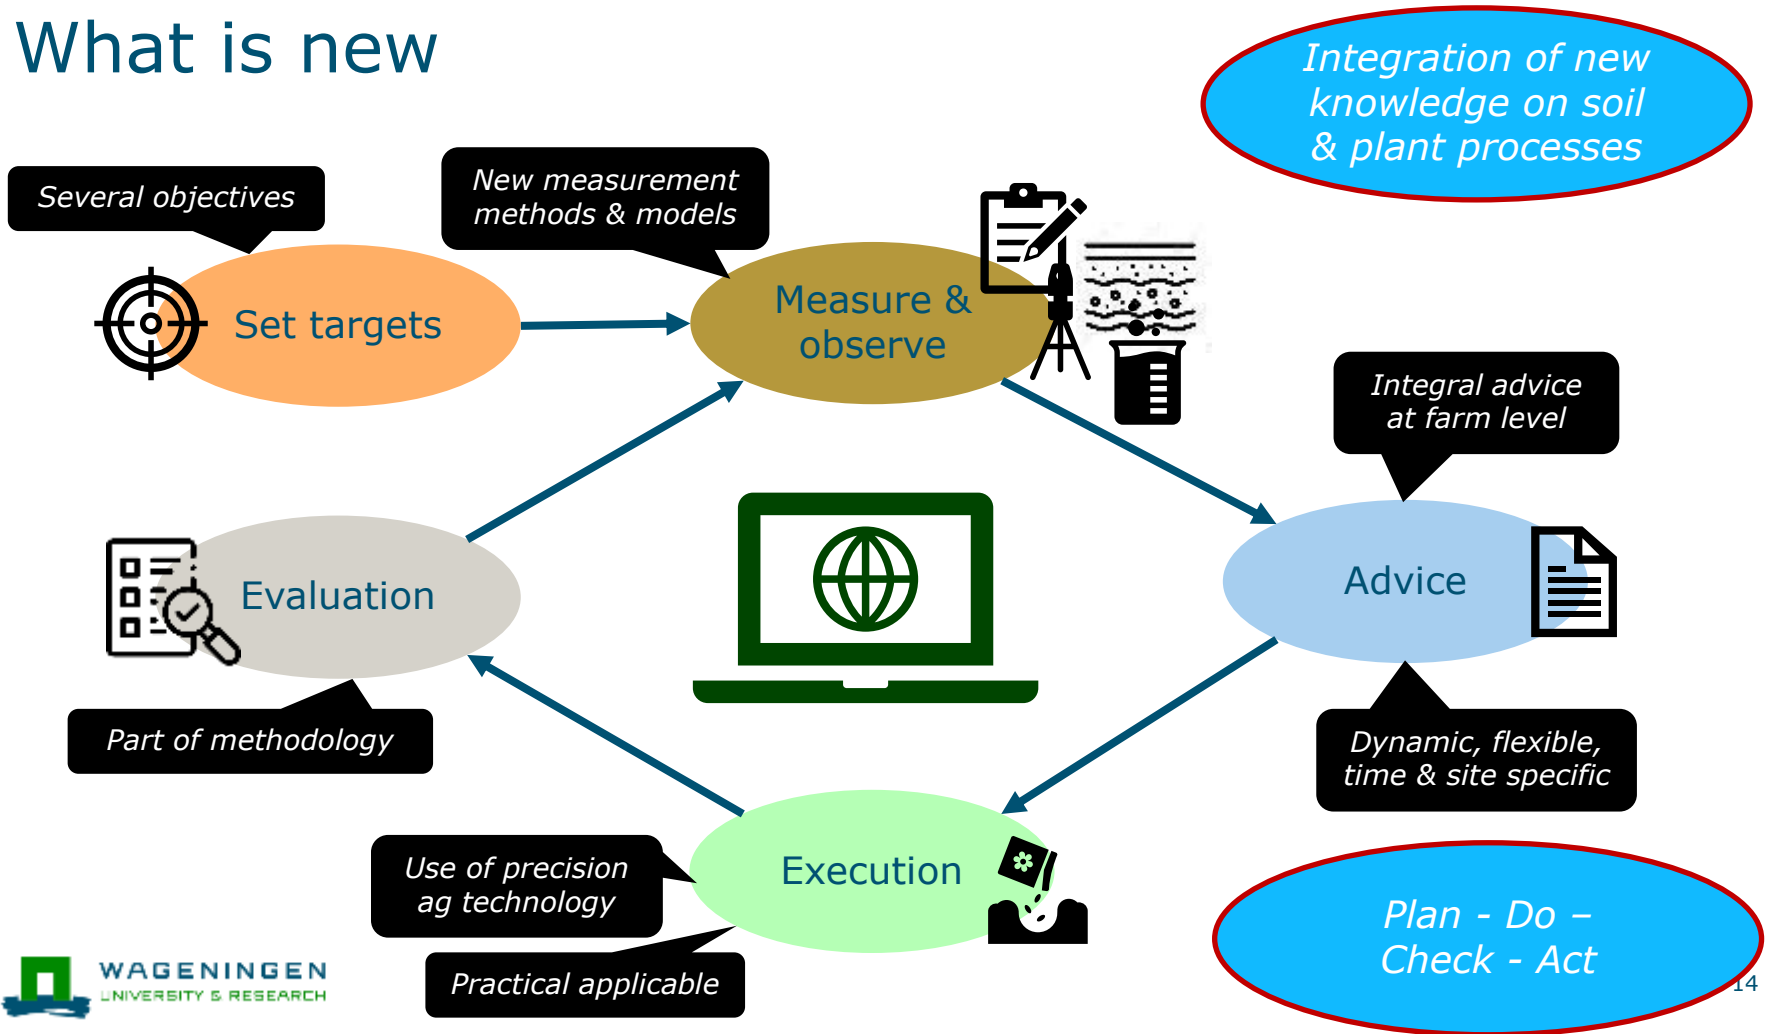 What is new
Integration of new
knowledge on soil
& plant processes
Several objectives
New measurement
methods & models
Set targets
Measure &
observe
Integral advice
at farm level
Evaluation
Advice
Part of methodology
Dynamic, flexible,
time & site specific
Use of precision
ag technology
Execution
Practical applicable
Plan - Do –
Check - Act
WAGENINGEN
UNIVERSITY & RESEARCH
14